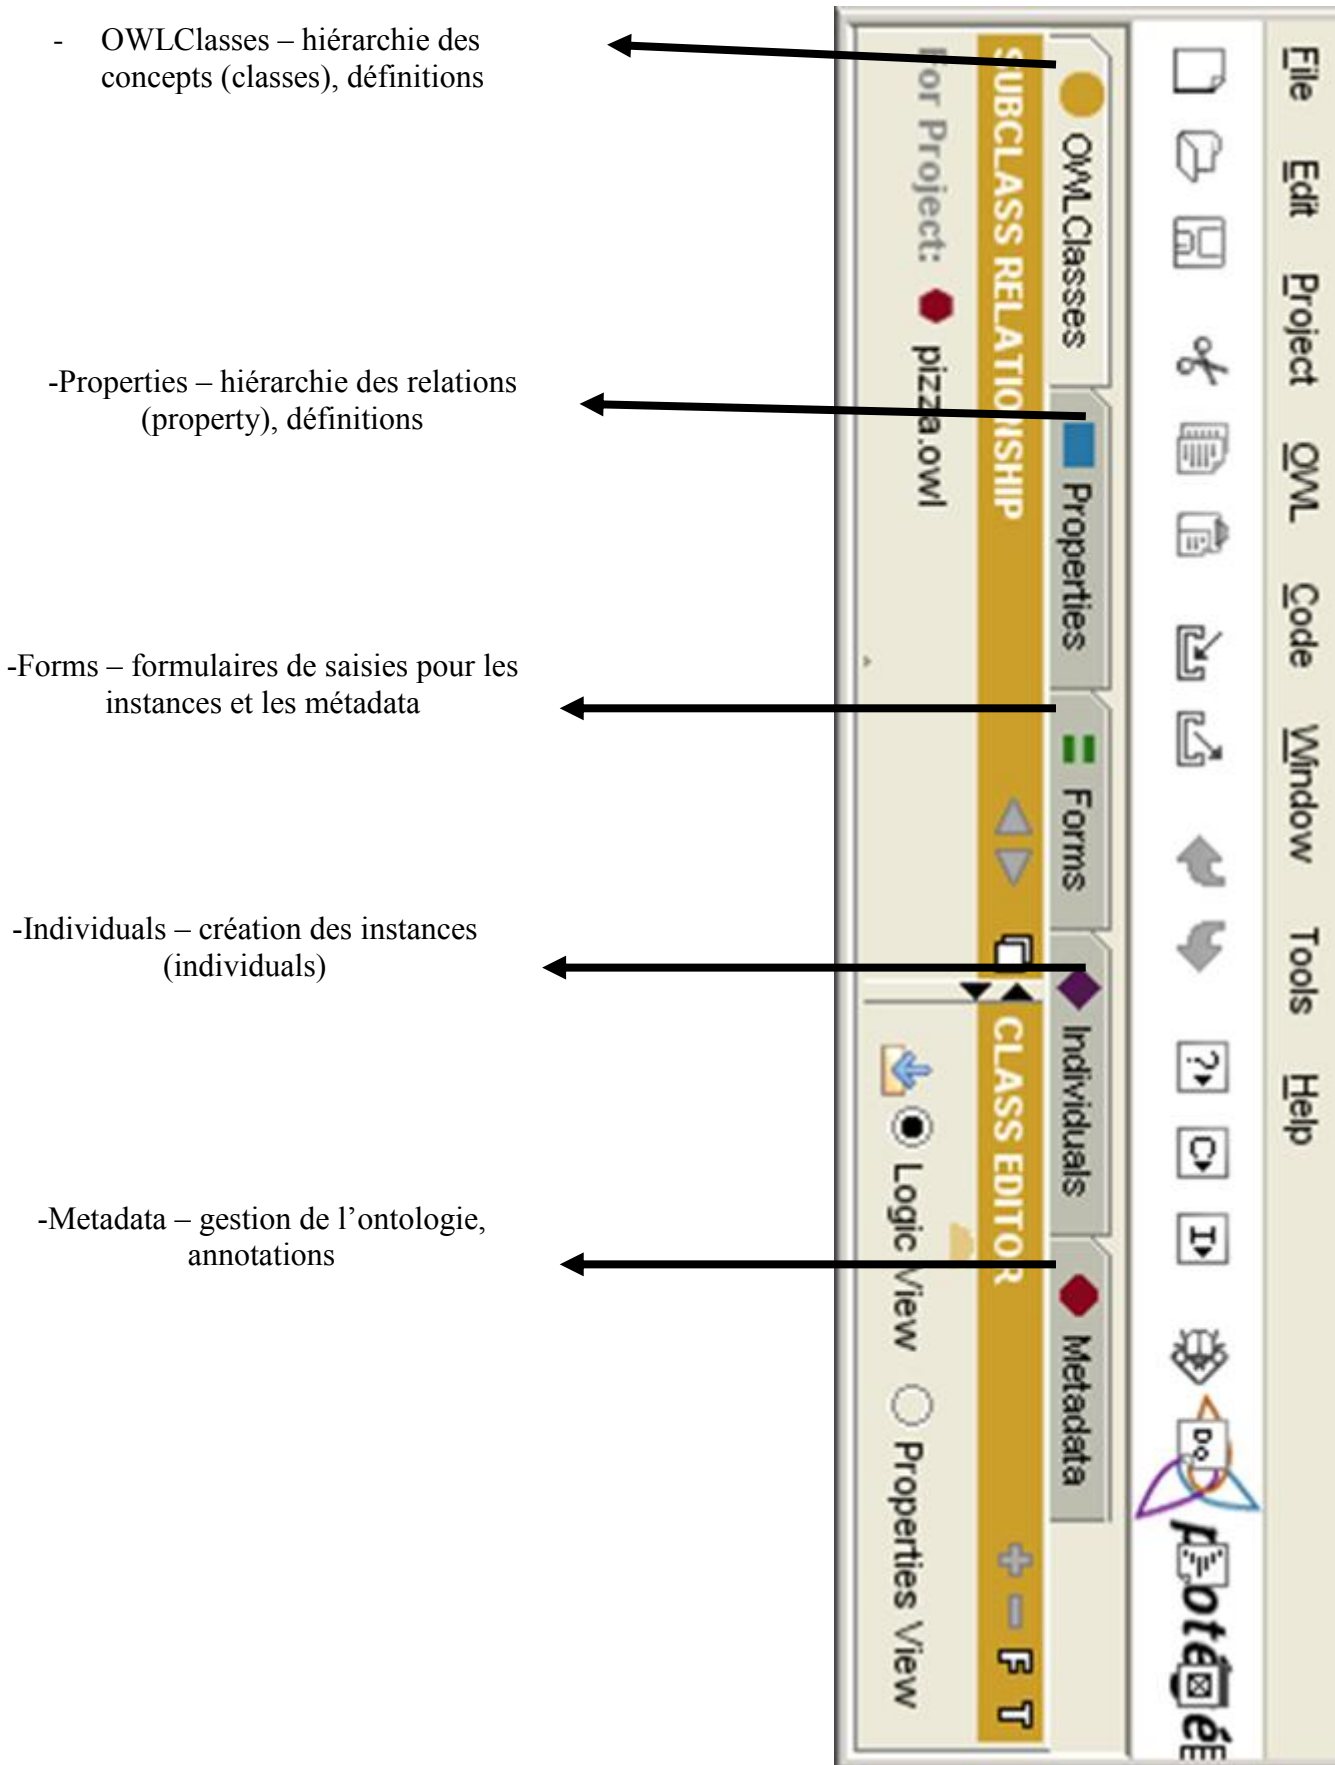 - OWLClasses – hiérarchie des
concepts (classes), définitions
-Properties – hiérarchie des relations
(property), définitions
-Forms – formulaires de saisies pour les
instances et les métadata
-Individuals – création des instances
(individuals)
-Metadata – gestion de l’ontologie,
annotations
File Edit Project OWL Code Window Tools Help
OWLClasses Properties Forms Individuals Metadata
SUBCLASS RELATIONSHIP
CLASS EDITOR
F T
For Project: pizza.owl
Logic View Properties View